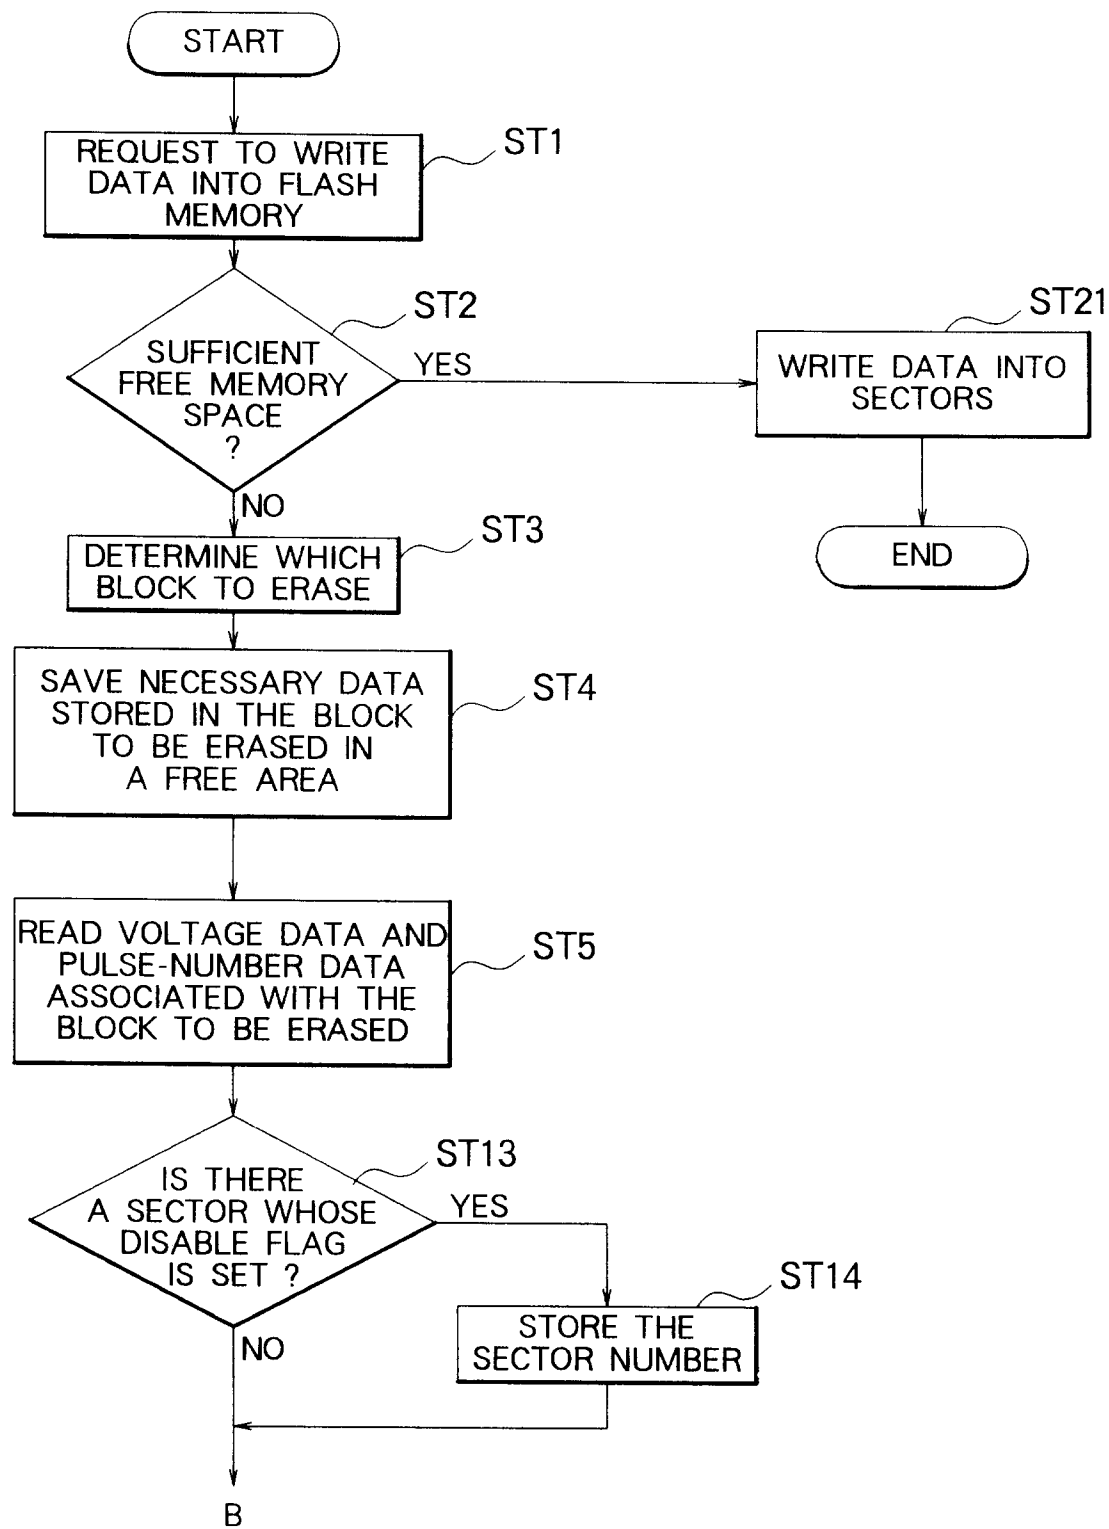 START
REQUEST TO WRITE
DATA INTO FLASH
MEMORY
ST1
SUFFICIENT
FREE MEMORY
SPACE
?
ST2
YES
NO
WRITE DATA INTO
SECTORS
ST21
END
DETERMINE WHICH
BLOCK TO ERASE
ST3
SAVE NECESSARY DATA
STORED IN THE BLOCK
TO BE ERASED IN
A FREE AREA
ST4
READ VOLTAGE DATA AND
PULSE-NUMBER DATA
ASSOCIATED WITH THE
BLOCK TO BE ERASED
ST5
IS THERE
A SECTOR WHOSE
DISABLE FLAG
IS SET ?
ST13
YES
NO
STORE THE
SECTOR NUMBER
ST14
B